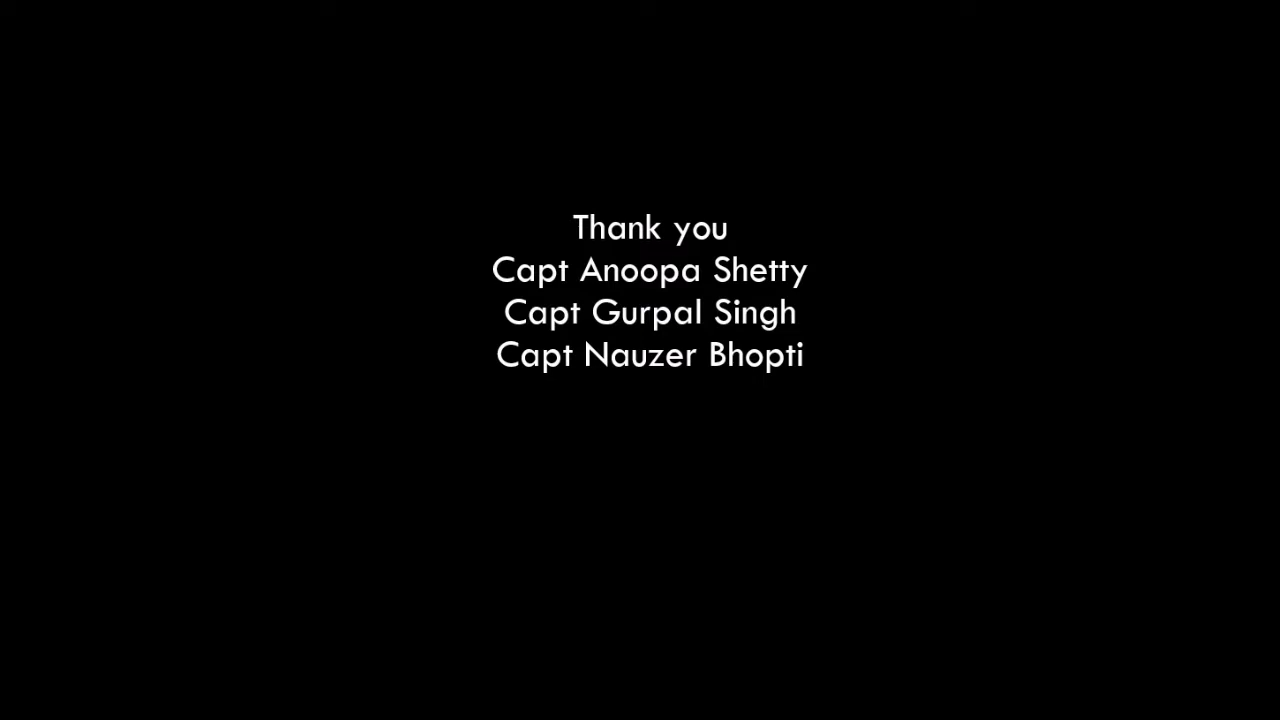 Thank you
Capt Anoopa Shetty
Capt Gurpal Singh
Capt Nauzer Bhopti